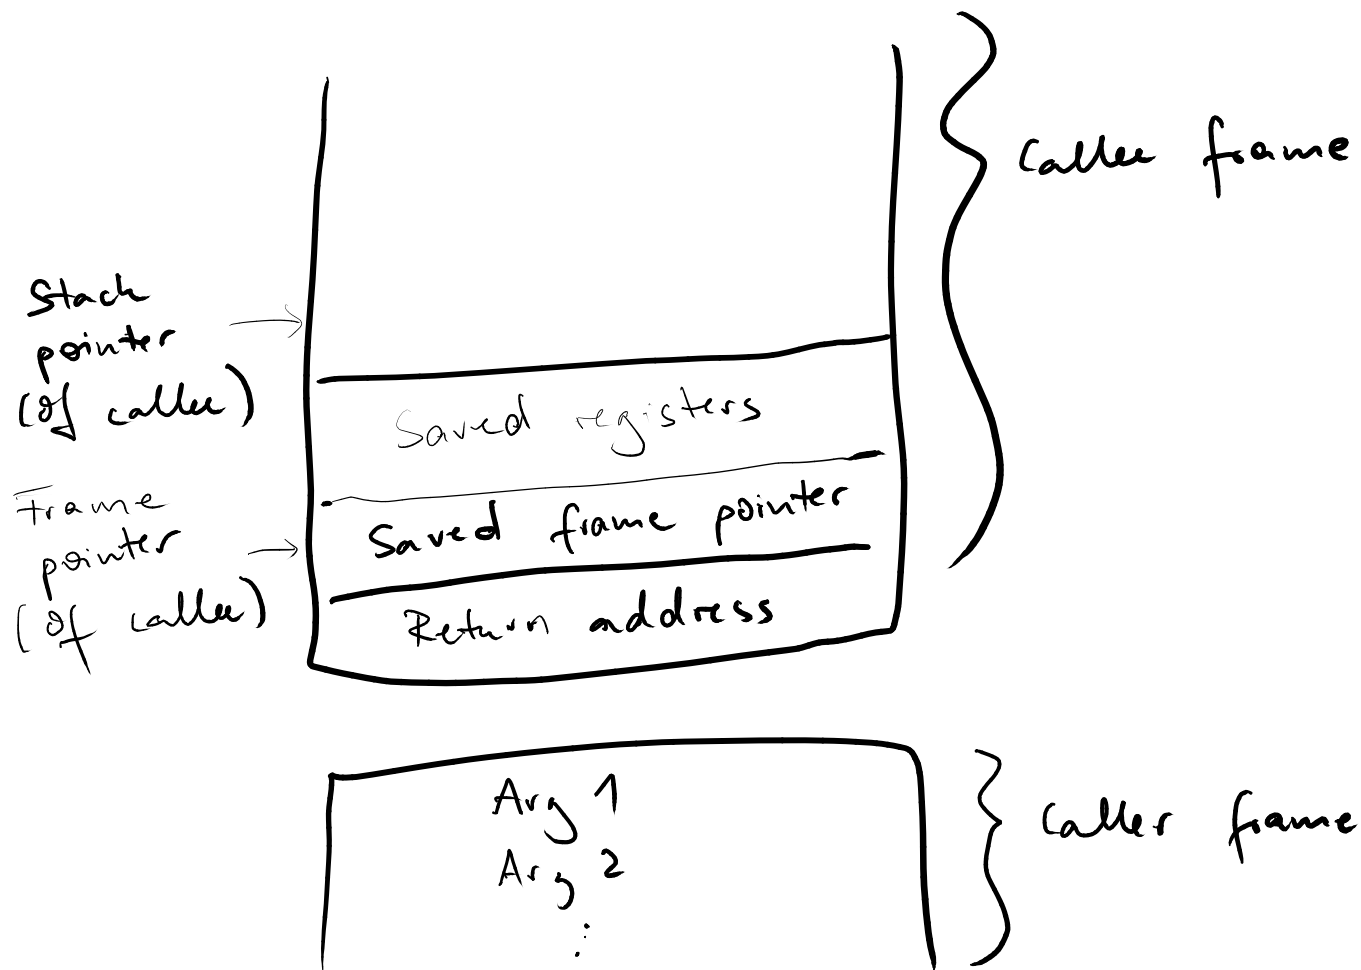 Callee frame
Stack
pointer
(of callee)
Saved registers
Frame
pointer
(of callee)
Saved frame pointer
Return address
Arg 1
Caller frame
Arg 2
⋮